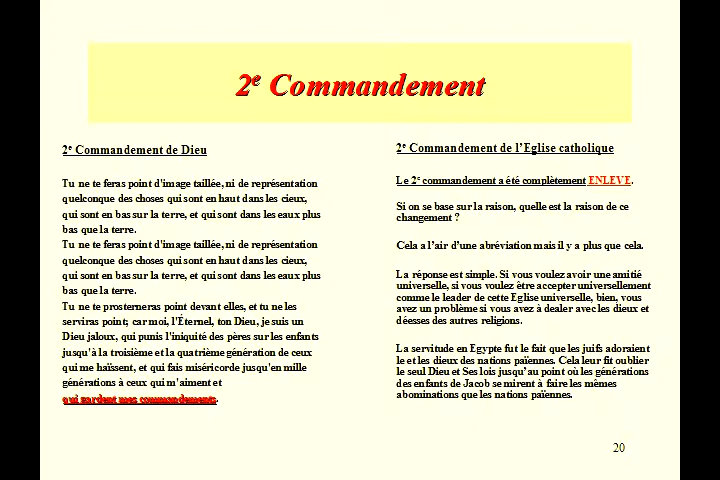 2e Commandement
2e Commandement de Dieu
Tu ne te feras point d'image taillée, ni de représentation
quelconque des choses qui sont en haut dans les cieux,
qui sont en bas sur la terre, et qui sont dans les eaux plus
bas que la terre.
Tu ne te feras point d'image taillée, ni de représentation
quelconque des choses qui sont en haut dans les cieux,
qui sont en bas sur la terre, et qui sont dans les eaux plus
bas que la terre.
Tu ne te prosterneras point devant elles, et tu ne les
serviras point; car moi, l'Éternel, ton Dieu, je suis un
Dieu jaloux, qui punis l'iniquité des pères sur les enfants
jusqu'à la troisième et la quatrième génération de ceux
qui me haïssent, et qui fais miséricorde jusqu'en mille
générations à ceux qui m'aiment et
qui gardent mes commandements.
2e Commandement de l'Eglise catholique
Le 2e commandement a été complètement ENLEVE.
Si on se base sur la raison, quelle est la raison de ce
changement ?
Cela a l'air d'une abréviation mais il y a plus que cela.
La réponse est simple. Si vous voulez avoir une amitié
universelle, si vous voulez être accepter universellement
comme le leader de cette Eglise universelle, bien, vous
avez un problème si vous avez à dealer avec les dieux et
déesses des autres religions.
La servitude en Egypte fut le fait que les juifs adoraient
le et les dieux des nations païennes. Cela leur fit oublier
le seul Dieu et Ses lois jusqu'au point où les générations
des enfants de Jacob se mirent à faire les mêmes
abominations que les nations païennes.
20